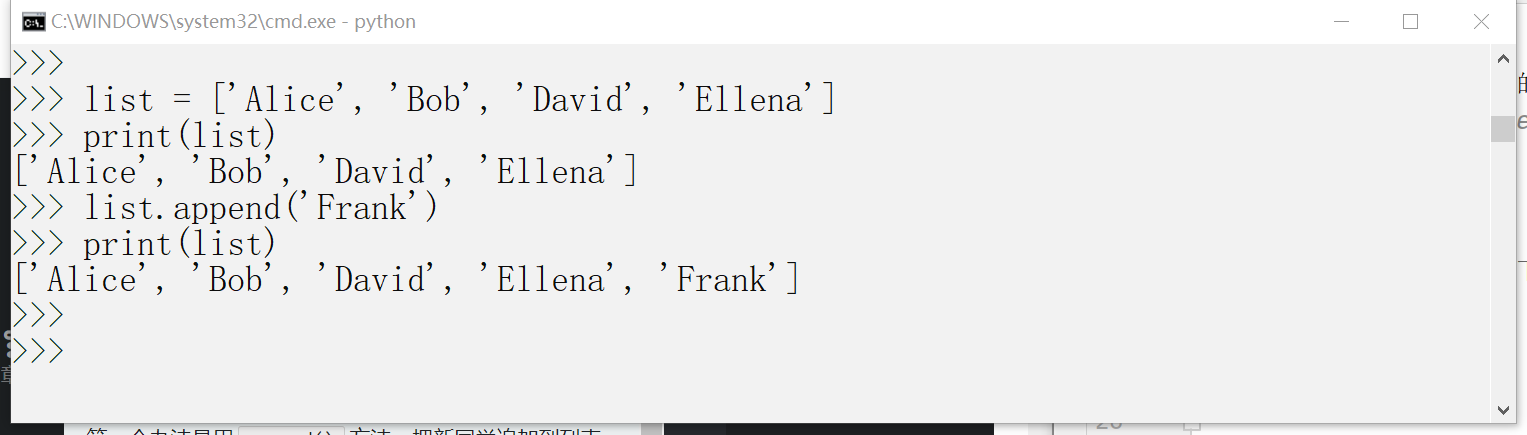 C:\WINDOWS\system32\cmd.exe - python
>>>
>>> list = ['Alice', 'Bob', 'David', 'Ellena']
>>> print(list)
['Alice', 'Bob', 'David', 'Ellena']
>>> list.append('Frank')
>>> print(list)
['Alice', 'Bob', 'David', 'Ellena', 'Frank']
>>>
>>>